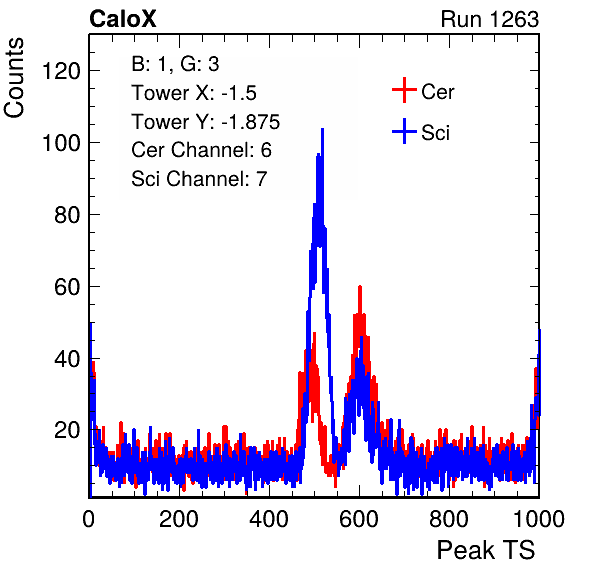 CaloX Run 1263
Counts
B: 1, G: 3
Tower X: -1.5
Tower Y: -1.875
Cer Channel: 6
Sci Channel: 7
Cer
Sci
120
100
80
60
40
20
0 200 400 600 800 1000
Peak TS